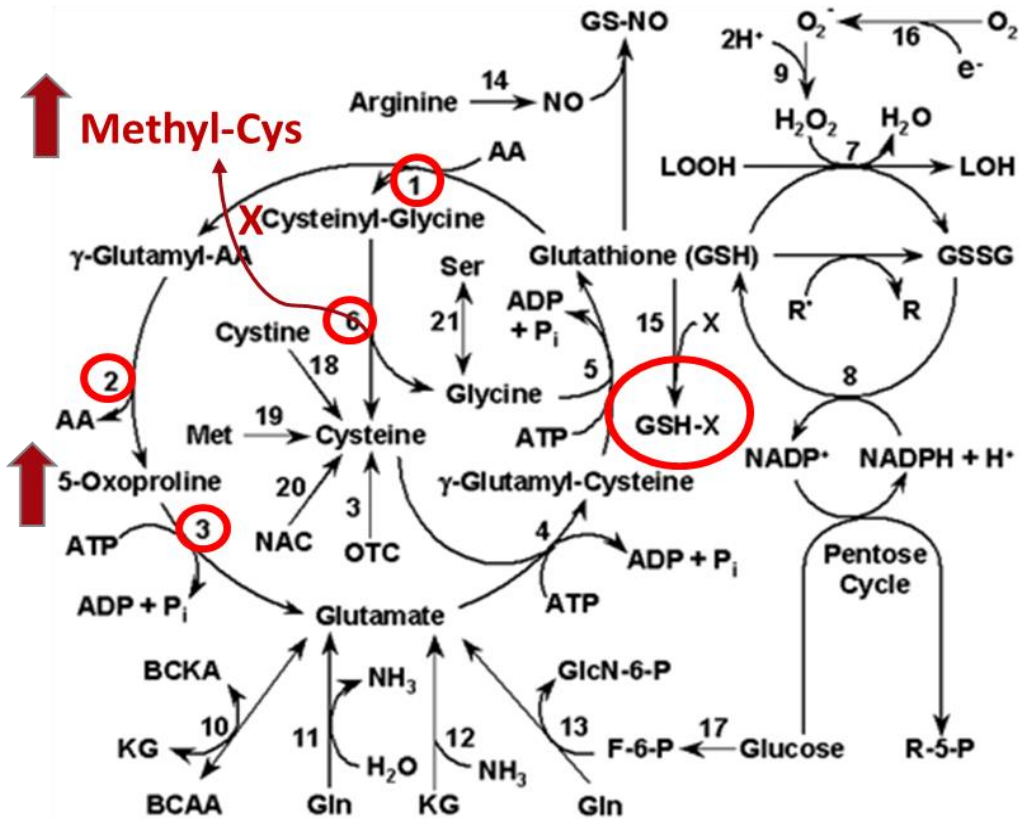 GS-NO
O₂⁻
16
O₂
2H⁺
9
e⁻
14
Arginine
NO
H₂O₂
H₂O
Methyl-Cys
AA
7
LOOH
LOH
1
XCysteinyl-Glycine
γ-Glutamyl-AA
Glutathione (GSH)
GSSG
Ser
ADP
+ Pᵢ
R•
R
6
21
15
X
Cystine
18
5
8
2
Glycine
AA
19
Met
Cysteine
ATP
GSH-X
NADP⁺
NADPH + H⁺
5-Oxoproline
20
3
γ-Glutamyl-Cysteine
ATP
3
NAC
OTC
4
ADP + Pᵢ
Pentose
Cycle
ADP + Pᵢ
Glutamate
ATP
BCKA
NH₃
GlcN-6-P
10
11
12
13
17
KG
H₂O
NH₃
F-6-P
Glucose
R-5-P
BCAA
Gln
KG
Gln